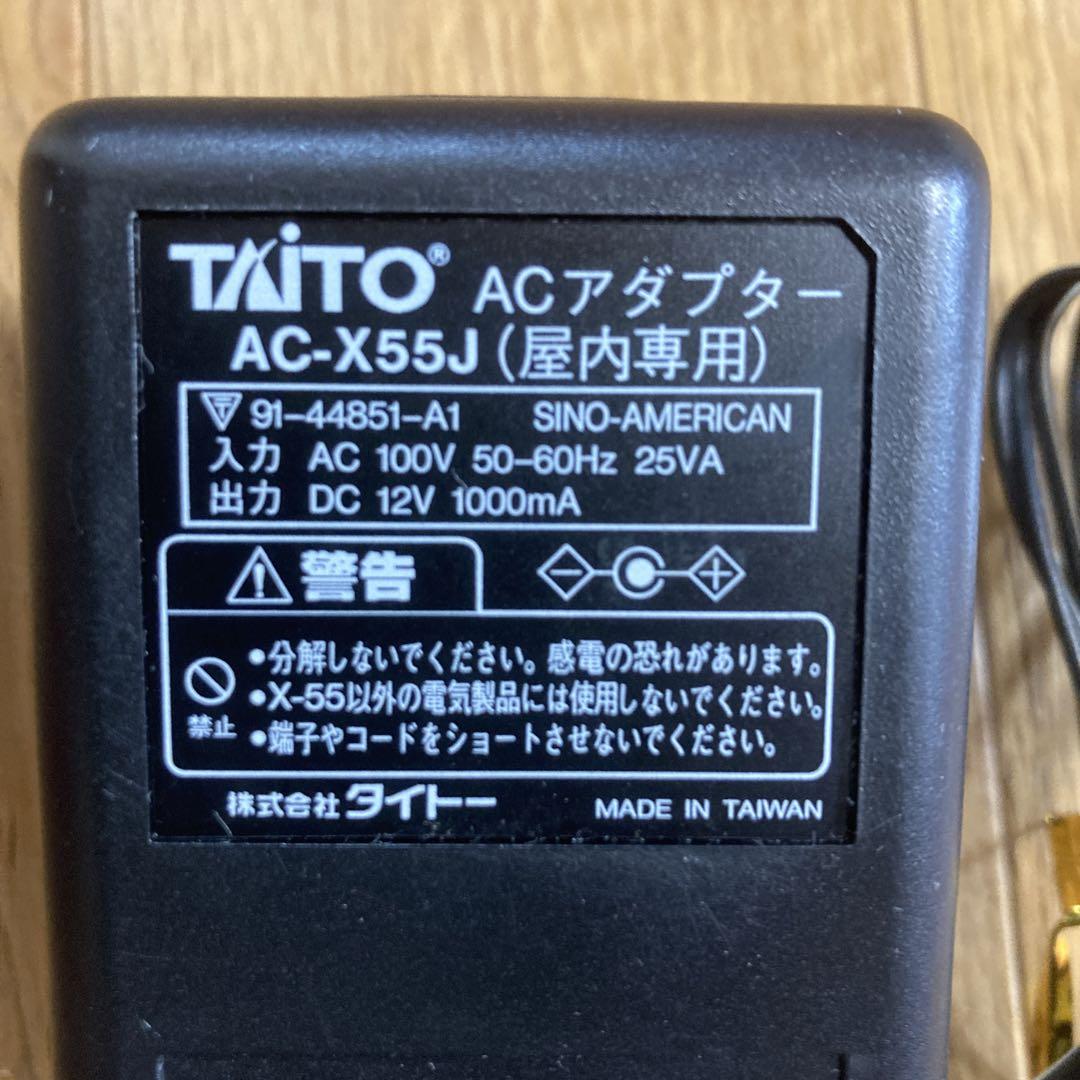 TAiTO® ACアダプター
AC-X55J (屋内専用)
91-44851-A1 SINO-AMERICAN
入力 AC 100V 50-60Hz 25VA
出力 DC 12V 1000mA
警告
•分解しないでください。感電の恐れがあります。
•X-55以外の電気製品には使用しないでください。
禁止 •端子やコードをショートさせないでください。
株式会社 タイトー MADE IN TAIWAN